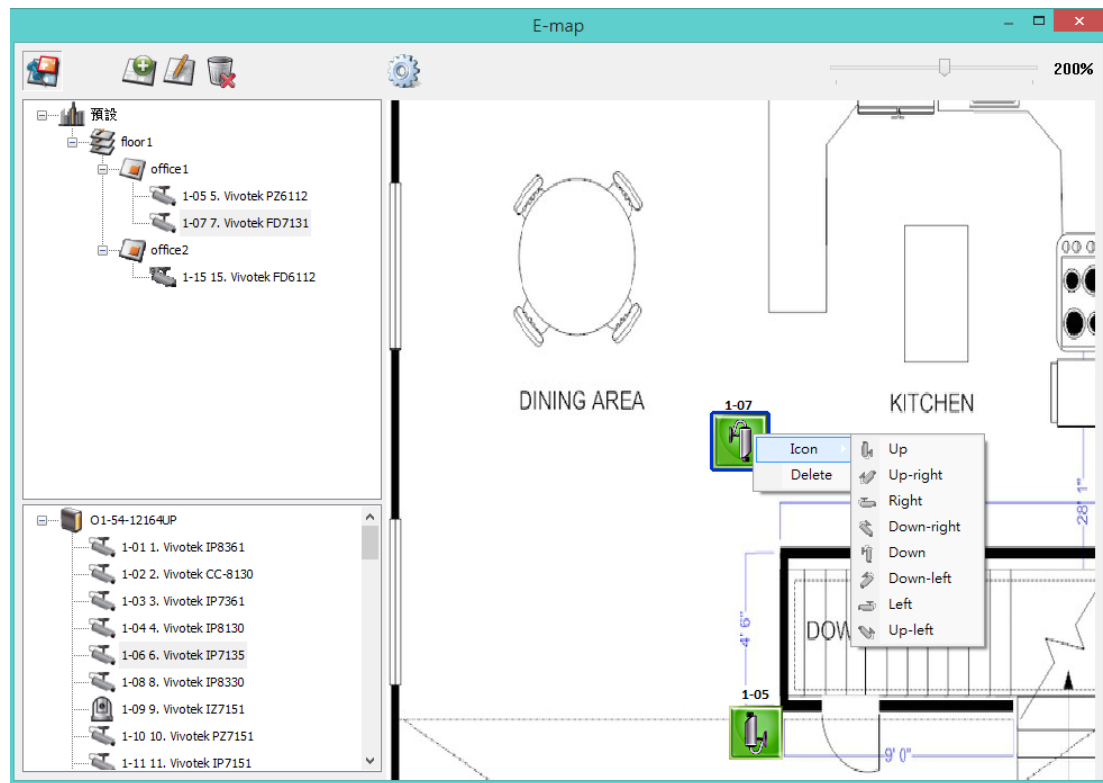 E-map
200%
預設
floor1
office1
1-05 5. Vivotek PZ6112
1-07 7. Vivotek FD7131
office2
1-15 15. Vivotek FD6112
O1-54-12164UP
1-01 1. Vivotek IP8361
1-02 2. Vivotek CC-8130
1-03 3. Vivotek IP7361
1-04 4. Vivotek IP8130
1-06 6. Vivotek IP7135
1-08 8. Vivotek IP8330
1-09 9. Vivotek IZ7151
1-10 10. Vivotek PZ7151
1-11 11. Vivotek IP7151
DINING AREA
KITCHEN
1-07
Icon
Delete
Up
Up-right
Right
Down-right
Down
Down-left
Left
Up-left
28' 1"
4' 6"
DOW
1-05
9' 0"